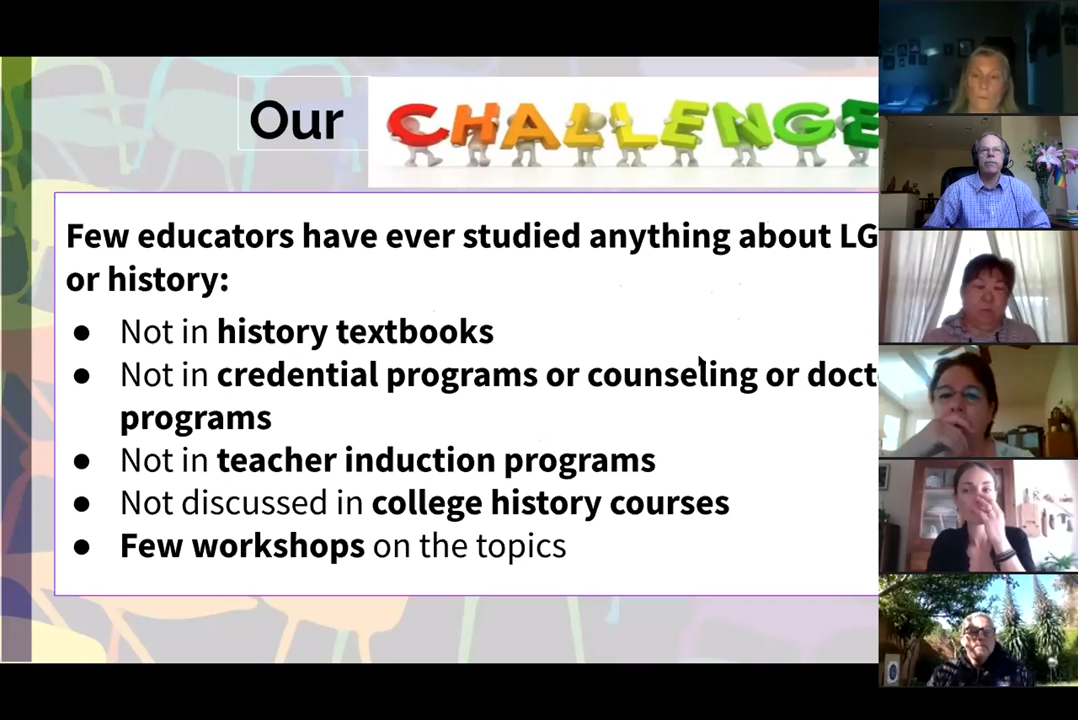 Our CHALLENGE
Few educators have ever studied anything about
or history:
● Not in history textbooks
● Not in credential programs or counseling or
programs
● Not in teacher induction programs
● Not discussed in college history courses
● Few workshops on the topics